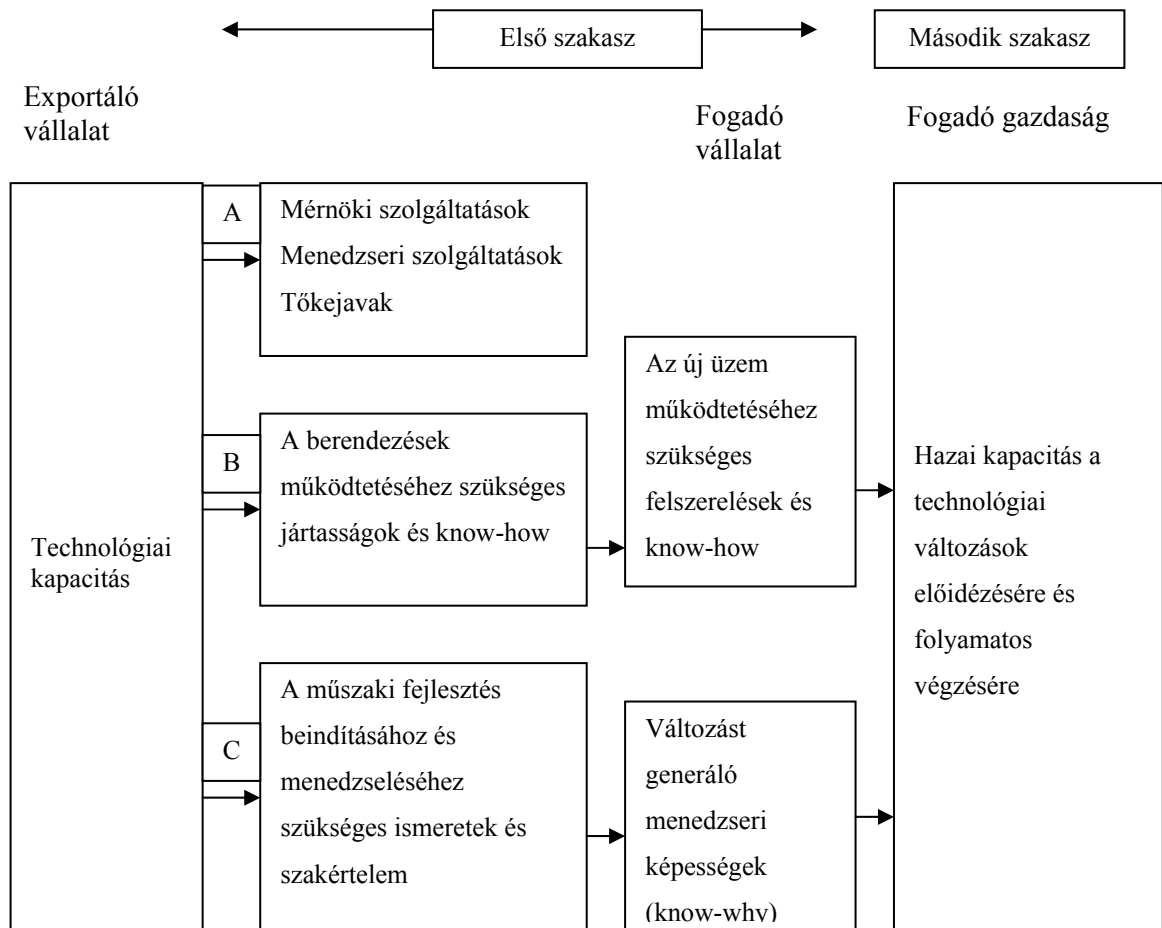 Első szakasz
Második szakasz
Exportáló
vállalat
Fogadó
vállalat
Fogadó gazdaság
Technológiai
kapacitás
A
Mérnöki szolgáltatások
Menedzseri szolgáltatások
Tőkejavak
B
A berendezések
működtetéséhez szükséges
jártasságok és know-how
Az új üzem
működtetéséhez
szükséges
felszerelések és
know-how
C
A műszaki fejlesztés
beindításához és
menedzseléséhez
szükséges ismeretek és
szakértelem
Változást
generáló
menedzseri
képességek
(know-why)
Hazai kapacitás a
technológiai
változások
előidézésére és
folyamatos
végzésére